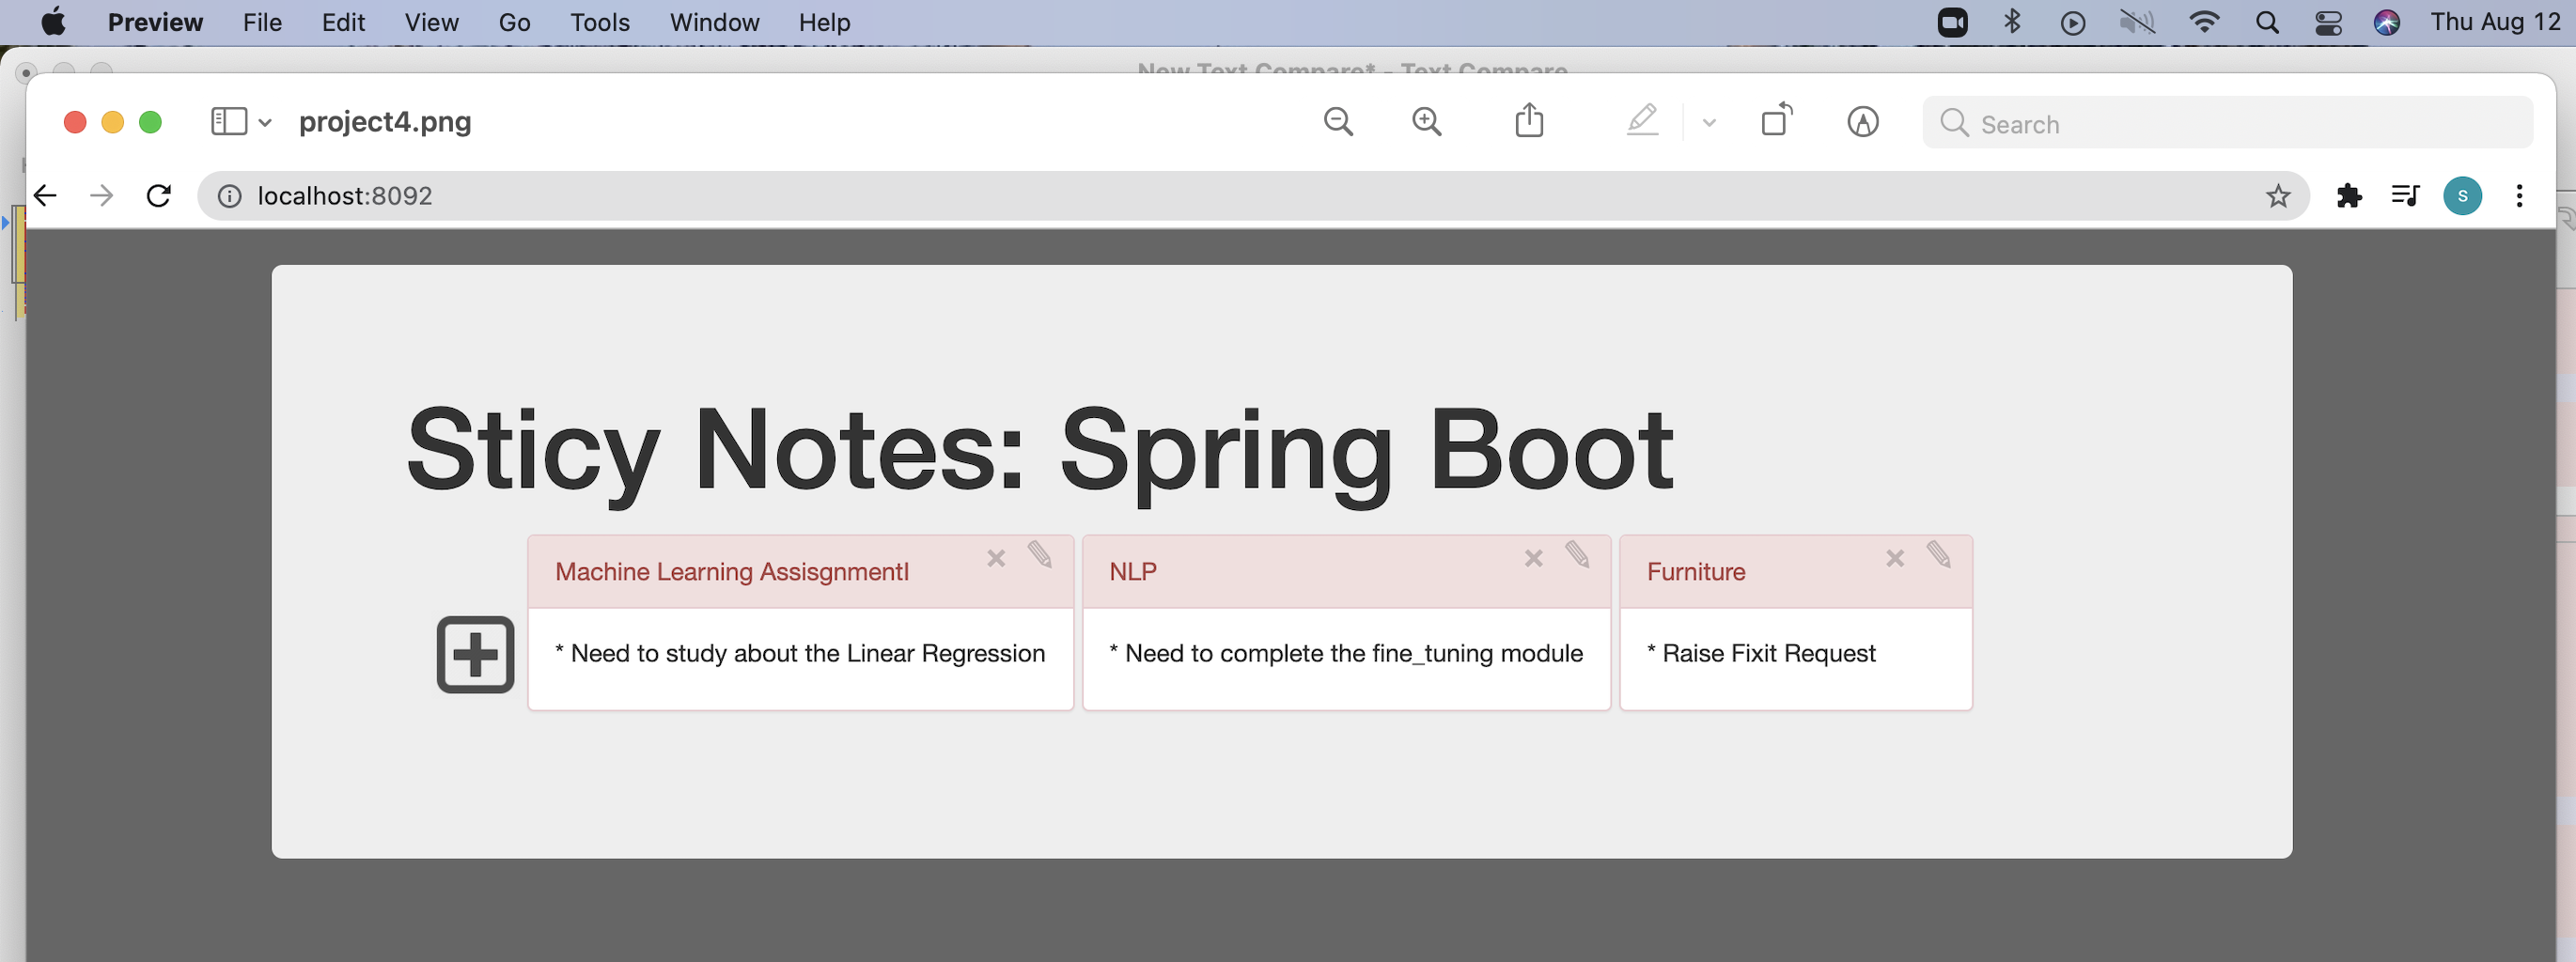 Preview File Edit View Go Tools Window Help Thu Aug 12
New Text Compare* - Text Compare
project4.png Search
localhost:8092 S
Sticy Notes: Spring Boot
Machine Learning AssisgnmentI NLP Furniture
* Need to study about the Linear Regression * Need to complete the fine_tuning module * Raise Fixit Request